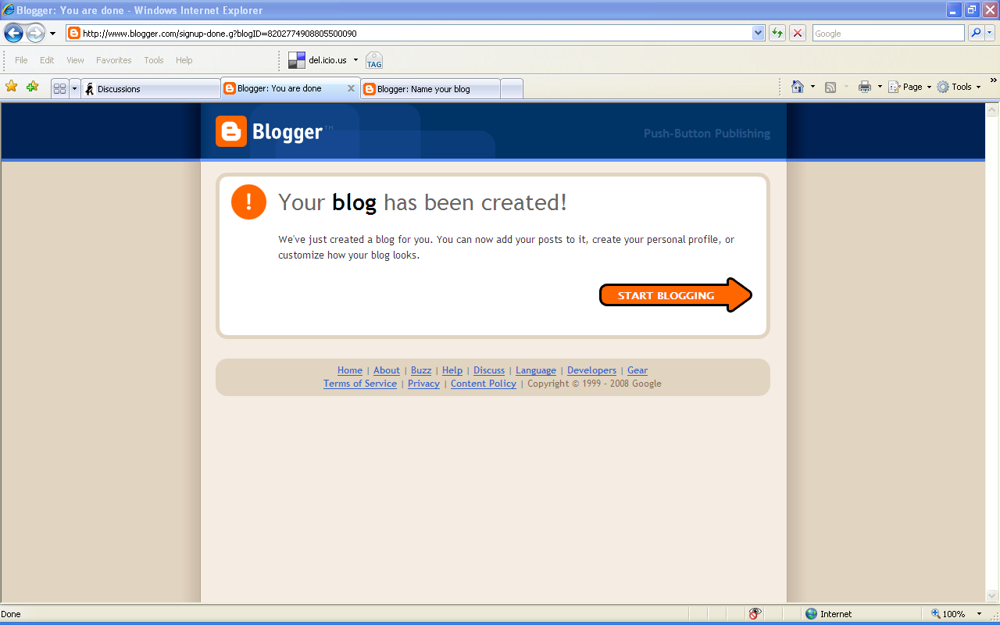 Blogger: You are done - Windows Internet Explorer
http://www.blogger.com/signup-done.g?blogID=8202774908805500090
Google
File Edit View Favorites Tools Help
del.icio.us
TAG
Discussions
Blogger: You are done
Blogger: Name your blog
Page
Tools
Blogger™
Push-Button Publishing
! Your blog has been created!
We've just created a blog for you. You can now add your posts to it, create your personal profile, or
customize how your blog looks.
START BLOGGING
Home | About | Buzz | Help | Discuss | Language | Developers | Gear
Terms of Service | Privacy | Content Policy | Copyright © 1999 - 2008 Google
Done
Internet
100%